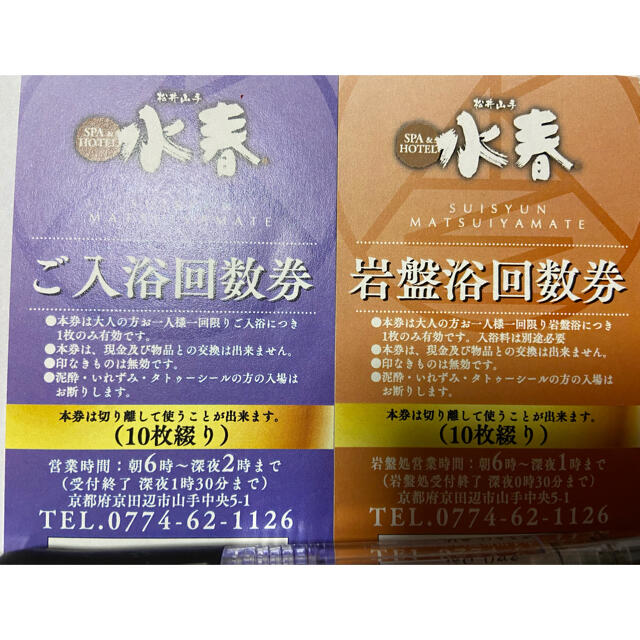 松井山手
SPA &
HOTEL
水春
SUISYUN
MATSUIYAMATE
ご入浴回数券
●本券は大人の方お一人様一回限りご入浴につき
1枚のみ有効です。
●本券は、現金及び物品との交換は出来ません。
●印なきものは無効です。
●泥酔・いれずみ・タトゥーシールの方の入場は
お断りします。
本券は切り離して使うことが出来ます。
(10枚綴り)
営業時間：朝6時～深夜2時まで
(受付終了 深夜1時30分まで)
京都府京田辺市山手中央5-1
TEL.0774-62-1126
松井山手
SPA &
HOTEL
水春
SUISYUN
MATSUIYAMATE
岩盤浴回数券
●本券は大人の方お一人様一回限り岩盤浴につき
1枚のみ有効です。入浴料は別途必要
●本券は、現金及び物品との交換は出来ません。
●印なきものは無効です。
●泥酔・いれずみ・タトゥーシールの方の入場は
お断りします。
本券は切り離して使うことが出来ます。
(10枚綴り)
岩盤処営業時間：朝6時～深夜1時まで
(岩盤処受付終了 深夜0時30分まで)
京都府京田辺市山手中央5-1
TEL.0774-62-1126